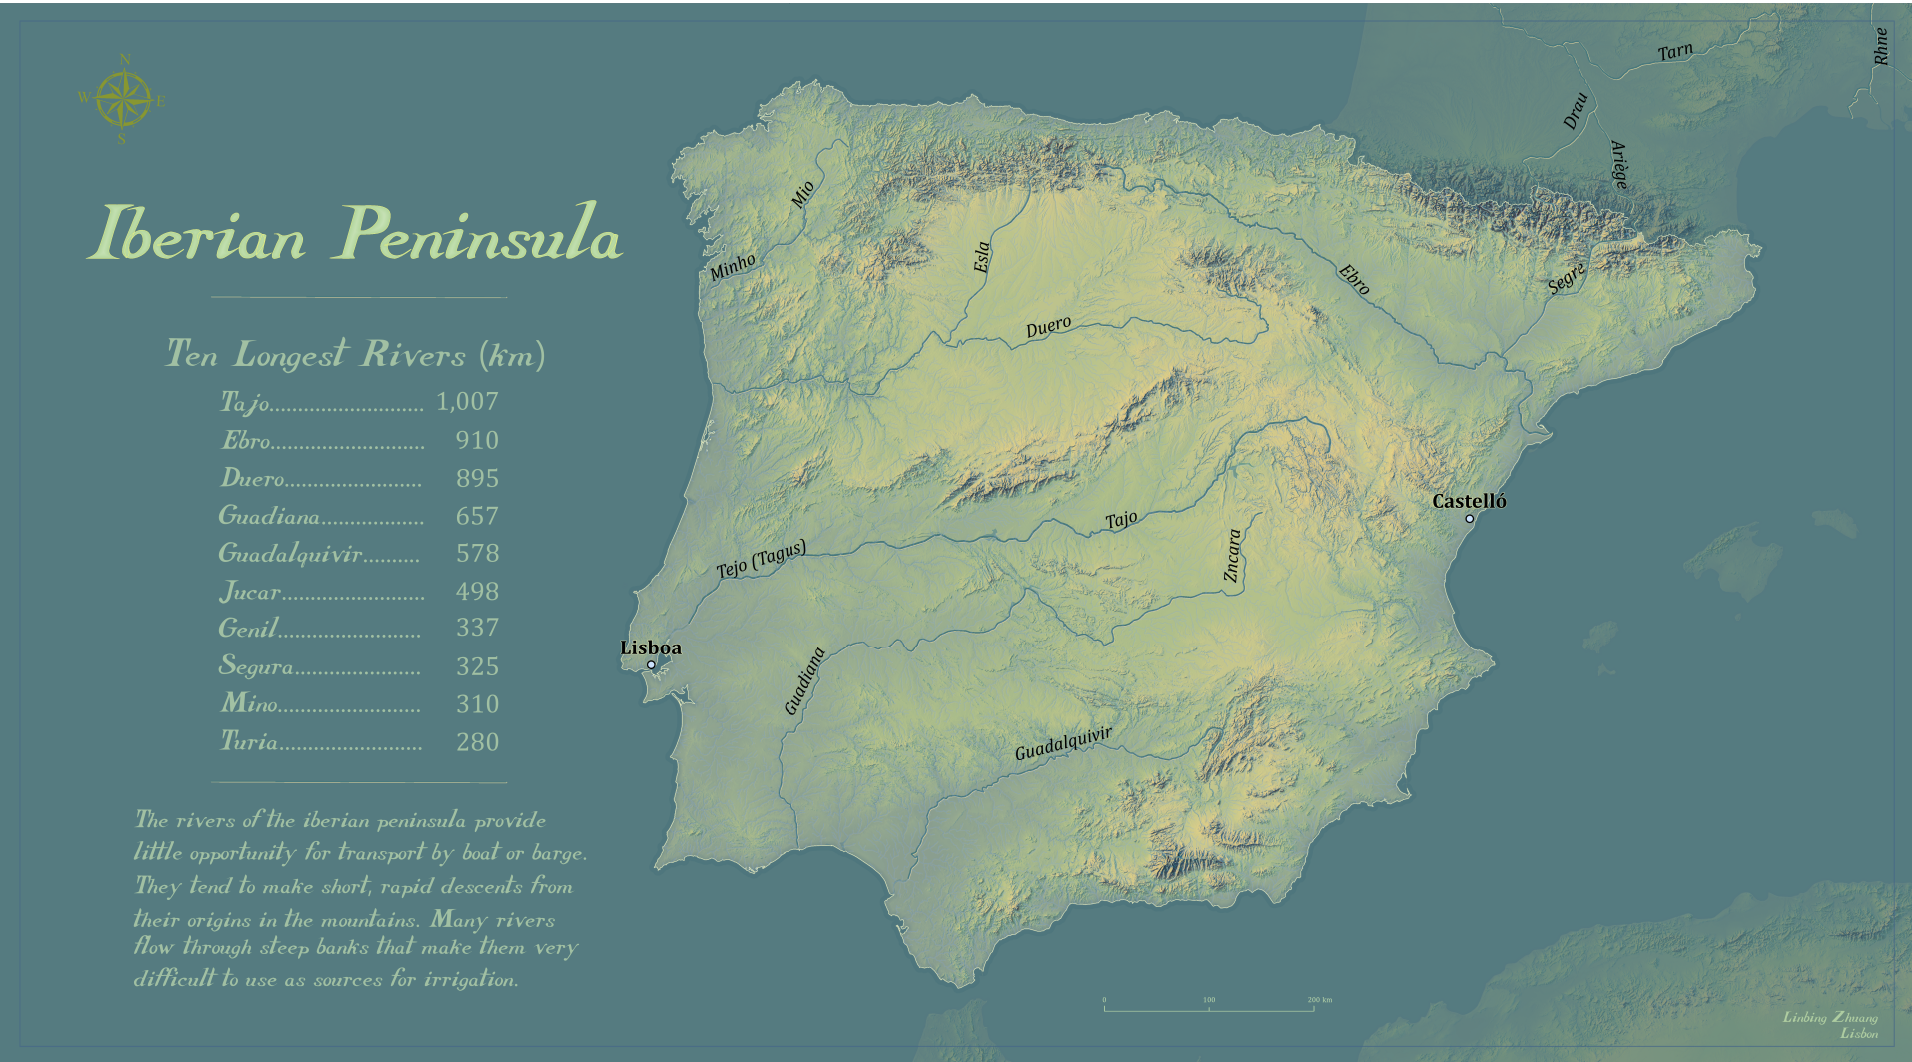 N
W E
S
Iberian Peninsula
Ten Longest Rivers (km)
Tajo........................... 1,007
Ebro........................... 910
Duero........................ 895
Guadiana.................. 657
Guadalquivir.......... 578
Jucar......................... 498
Genil......................... 337
Segura...................... 325
Mino......................... 310
Turia......................... 280
The rivers of the iberian peninsula provide
little opportunity for transport by boat or barge.
They tend to make short, rapid descents from
their origins in the mountains. Many rivers
flow through steep banks that make them very
difficult to use as sources for irrigation.
Tarn
Rhne
Drau
Ariège
Mio
Minho
Esla
Ebro
Segre
Duero
Castelló
Tajo
Tejo (Tagus)
Zncara
Lisboa
Guadiana
Guadalquivir
0 100 200 km
Linbing Zhuang
Lisbon